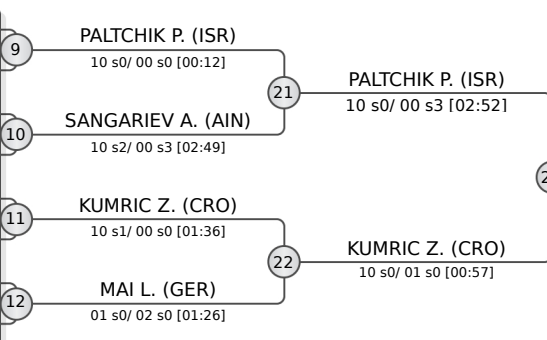 9
PALTCHIK P. (ISR)
10 s0/ 00 s0 [00:12]
21
PALTCHIK P. (ISR)
10 s0/ 00 s3 [02:52]
10
SANGARIEV A. (AIN)
10 s2/ 00 s3 [02:49]
11
KUMRIC Z. (CRO)
10 s1/ 00 s0 [01:36]
22
KUMRIC Z. (CRO)
10 s0/ 01 s0 [00:57]
12
MAI L. (GER)
01 s0/ 02 s0 [01:26]